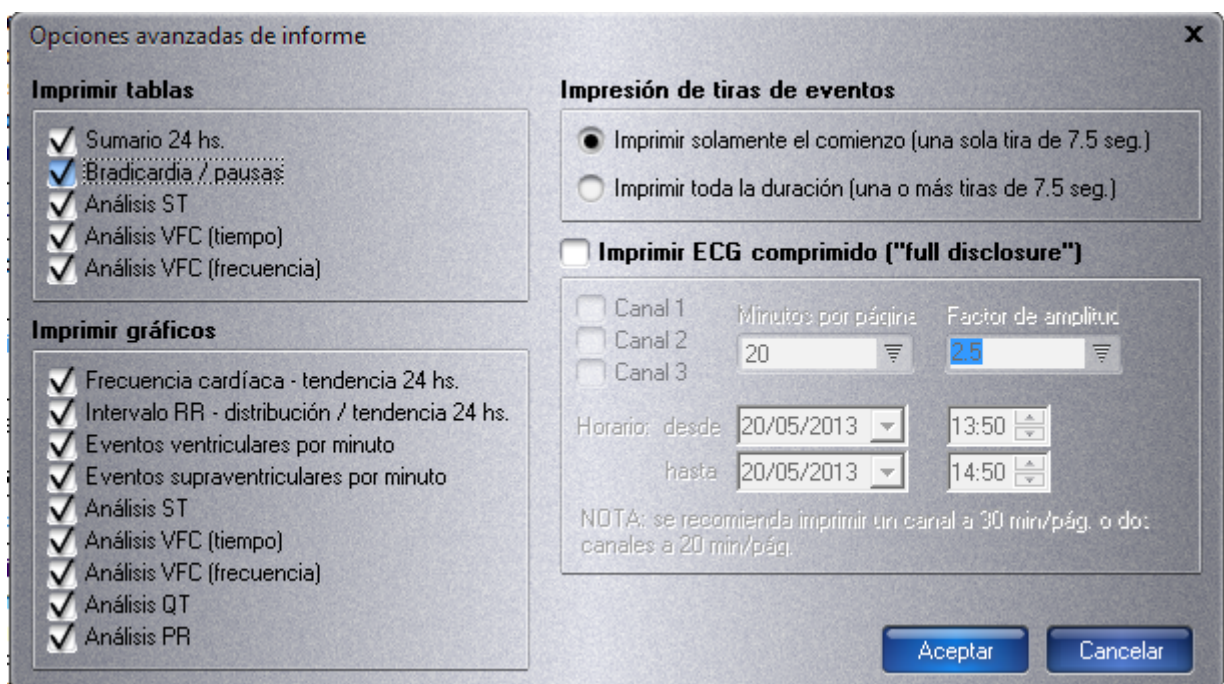 Opciones avanzadas de informe
x
Imprimir tablas
Sumario 24 hs.
Bradicardia / pausas
Análisis ST
Análisis VFC (tiempo)
Análisis VFC (frecuencia)
Imprimir gráficos
Frecuencia cardíaca - tendencia 24 hs.
Intervalo RR - distribución / tendencia 24 hs.
Eventos ventriculares por minuto
Eventos supraventriculares por minuto
Análisis ST
Análisis VFC (tiempo)
Análisis VFC (frecuencia)
Análisis QT
Análisis PR
Impresión de tiras de eventos
Imprimir solamente el comienzo (una sola tira de 7.5 seg.)
Imprimir toda la duración (una o más tiras de 7.5 seg.)
Imprimir ECG comprimido ("full disclosure")
Canal 1
Canal 2
Canal 3
Minutos por página
20
Factor de amplituc
2.5
Horario: desde 20/05/2013 13:50
hasta 20/05/2013 14:50
NOTA: se recomienda imprimir un canal a 30 min/pág. o dos
canales a 20 min/pág.
Aceptar
Cancelar